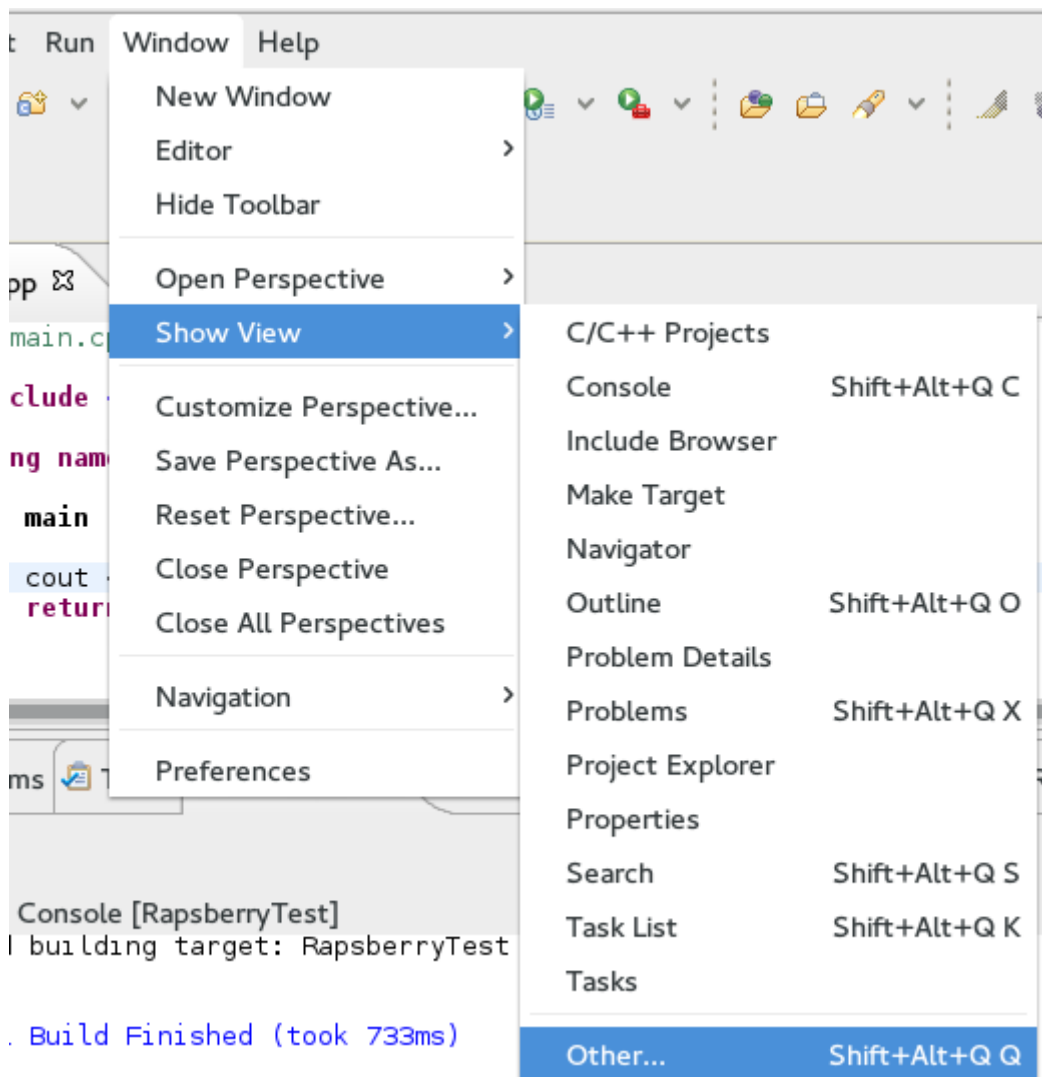 Run Window Help
New Window
Editor
Hide Toolbar
Open Perspective
Show View
Customize Perspective...
Save Perspective As...
Reset Perspective...
Close Perspective
Close All Perspectives
Navigation
Preferences
C/C++ Projects
Console Shift+Alt+Q C
Include Browser
Make Target
Navigator
Outline Shift+Alt+Q O
Problem Details
Problems Shift+Alt+Q X
Project Explorer
Properties
Search Shift+Alt+Q S
Task List Shift+Alt+Q K
Tasks
Other... Shift+Alt+Q Q
pp
main.c
clude
ng nam
main
cout
retur
ms
Console [RapsberryTest]
building target: RapsberryTest
Build Finished (took 733ms)